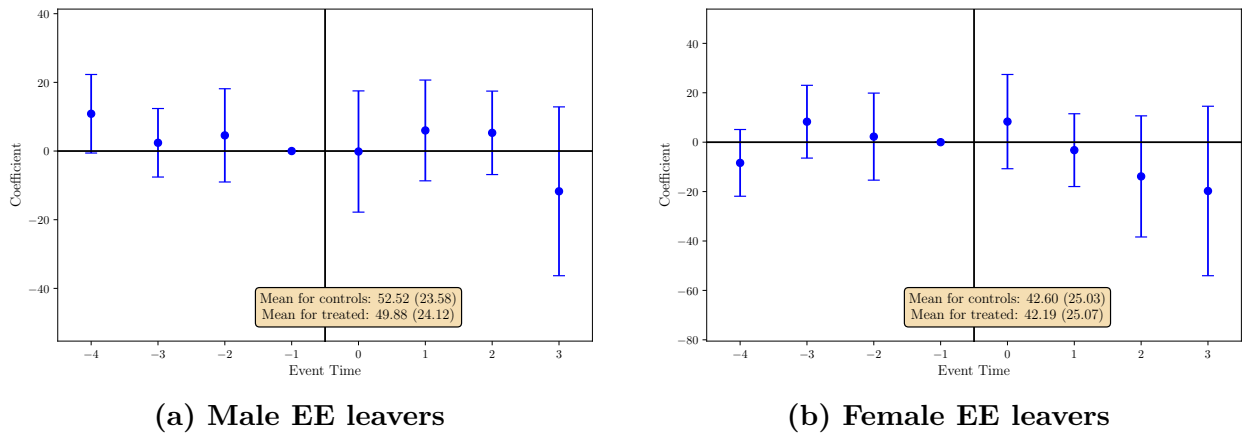 40
20
0
−20
−40
Coefficient
−4 −3 −2 −1 0 1 2 3
Event Time
Mean for controls: 52.52 (23.58)
Mean for treated: 49.88 (24.12)
(a) Male EE leavers
40
20
0
−20
−40
−60
−80
Coefficient
−4 −3 −2 −1 0 1 2 3
Event Time
Mean for controls: 42.60 (25.03)
Mean for treated: 42.19 (25.07)
(b) Female EE leavers